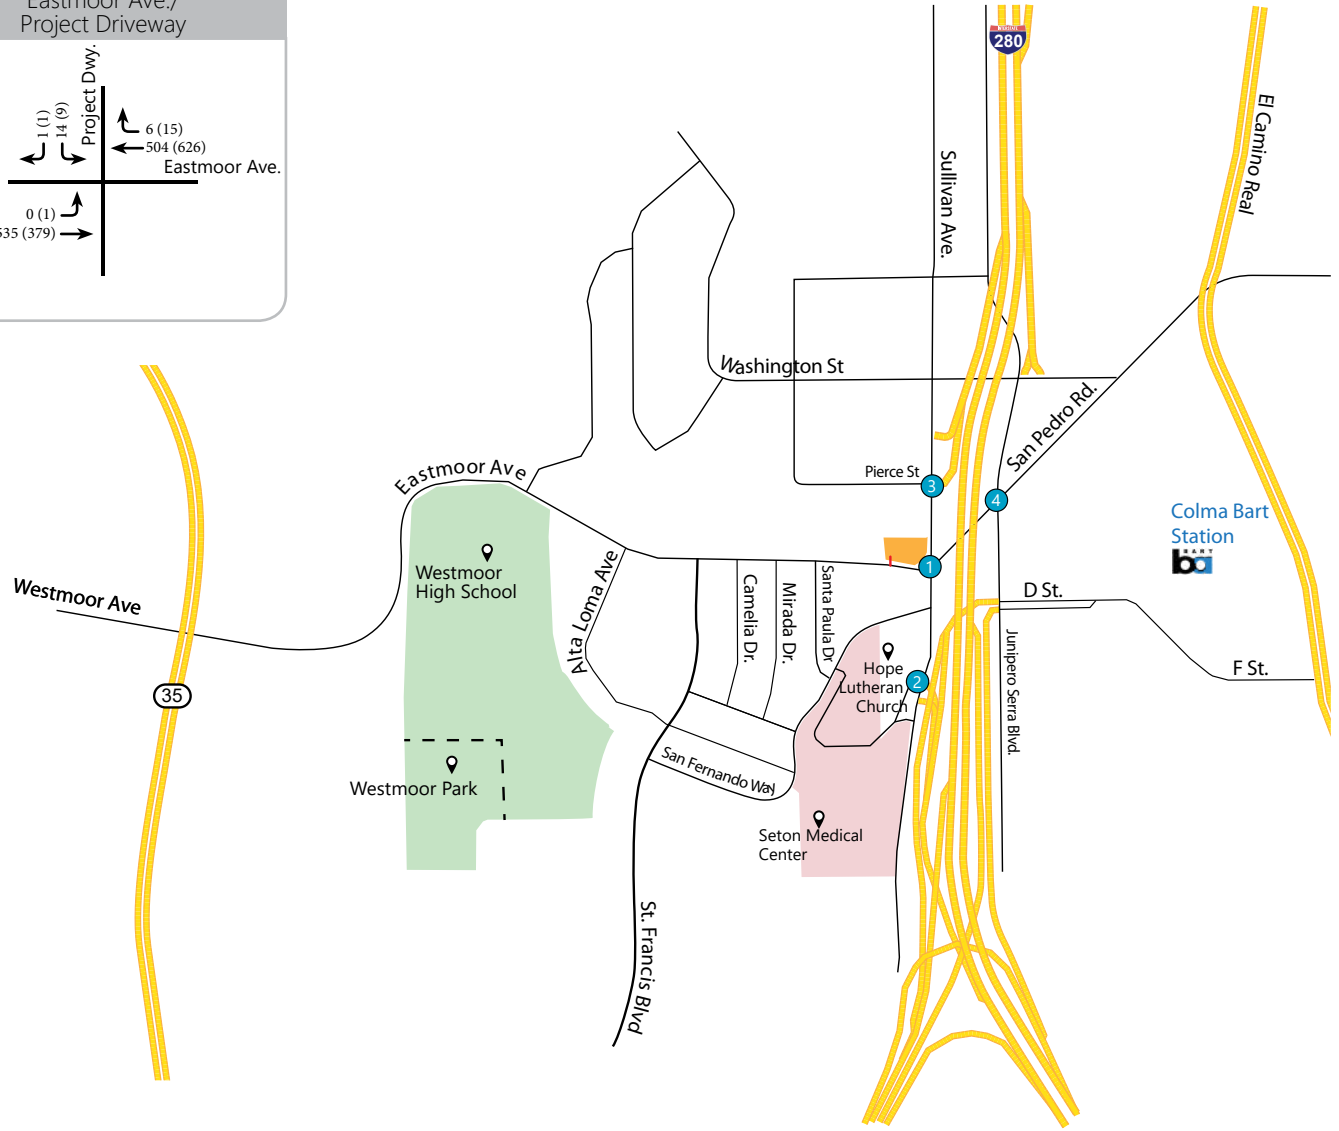 Eastmoor Ave./
Project Driveway
Project Dwy.
1 (1)
14 (9)
6 (15)
504 (626)
Eastmoor Ave.
0 (1)
535 (379)
280
El Camino Real
Sullivan Ave.
Washington St
San Pedro Rd.
Eastmoor Ave
Pierce St
3
4
Colma Bart
Station
BART
ba
1
Westmoor
High School
Westmoor Ave
Alta Loma Ave
Camelia Dr.
Mirada Dr.
Santa Paula Dr
D St.
Junipero Serra Blvd.
F St.
Hope
Lutheran
Church
2
35
San Fernando Way
Westmoor Park
Seton Medical
Center
St. Francis Blvd